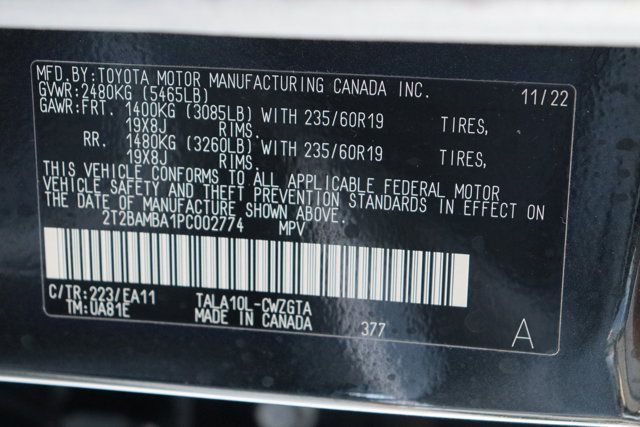 MFD.BY:TOYOTA MOTOR MANUFACTURING CANADA INC. 11/22
GVWR:2480KG (5465LB)
GAWR:FRT. 1400KG (3085LB) WITH 235/60R19 TIRES,
19X8J RIMS.
RR. 1480KG (3260LB) WITH 235/60R19 TIRES,
19X8J RIMS.
THIS VEHICLE CONFORMS TO ALL APPLICABLE FEDERAL MOTOR
VEHICLE SAFETY AND THEFT PREVENTION STANDARDS IN EFFECT ON
THE DATE OF MANUFACTURE SHOWN ABOVE.
2T2BAMBA1PC002774 MPV
C/TR:223/EA11 TALA10L-CWZGTA
TM:UA81E MADE IN CANADA 377 A